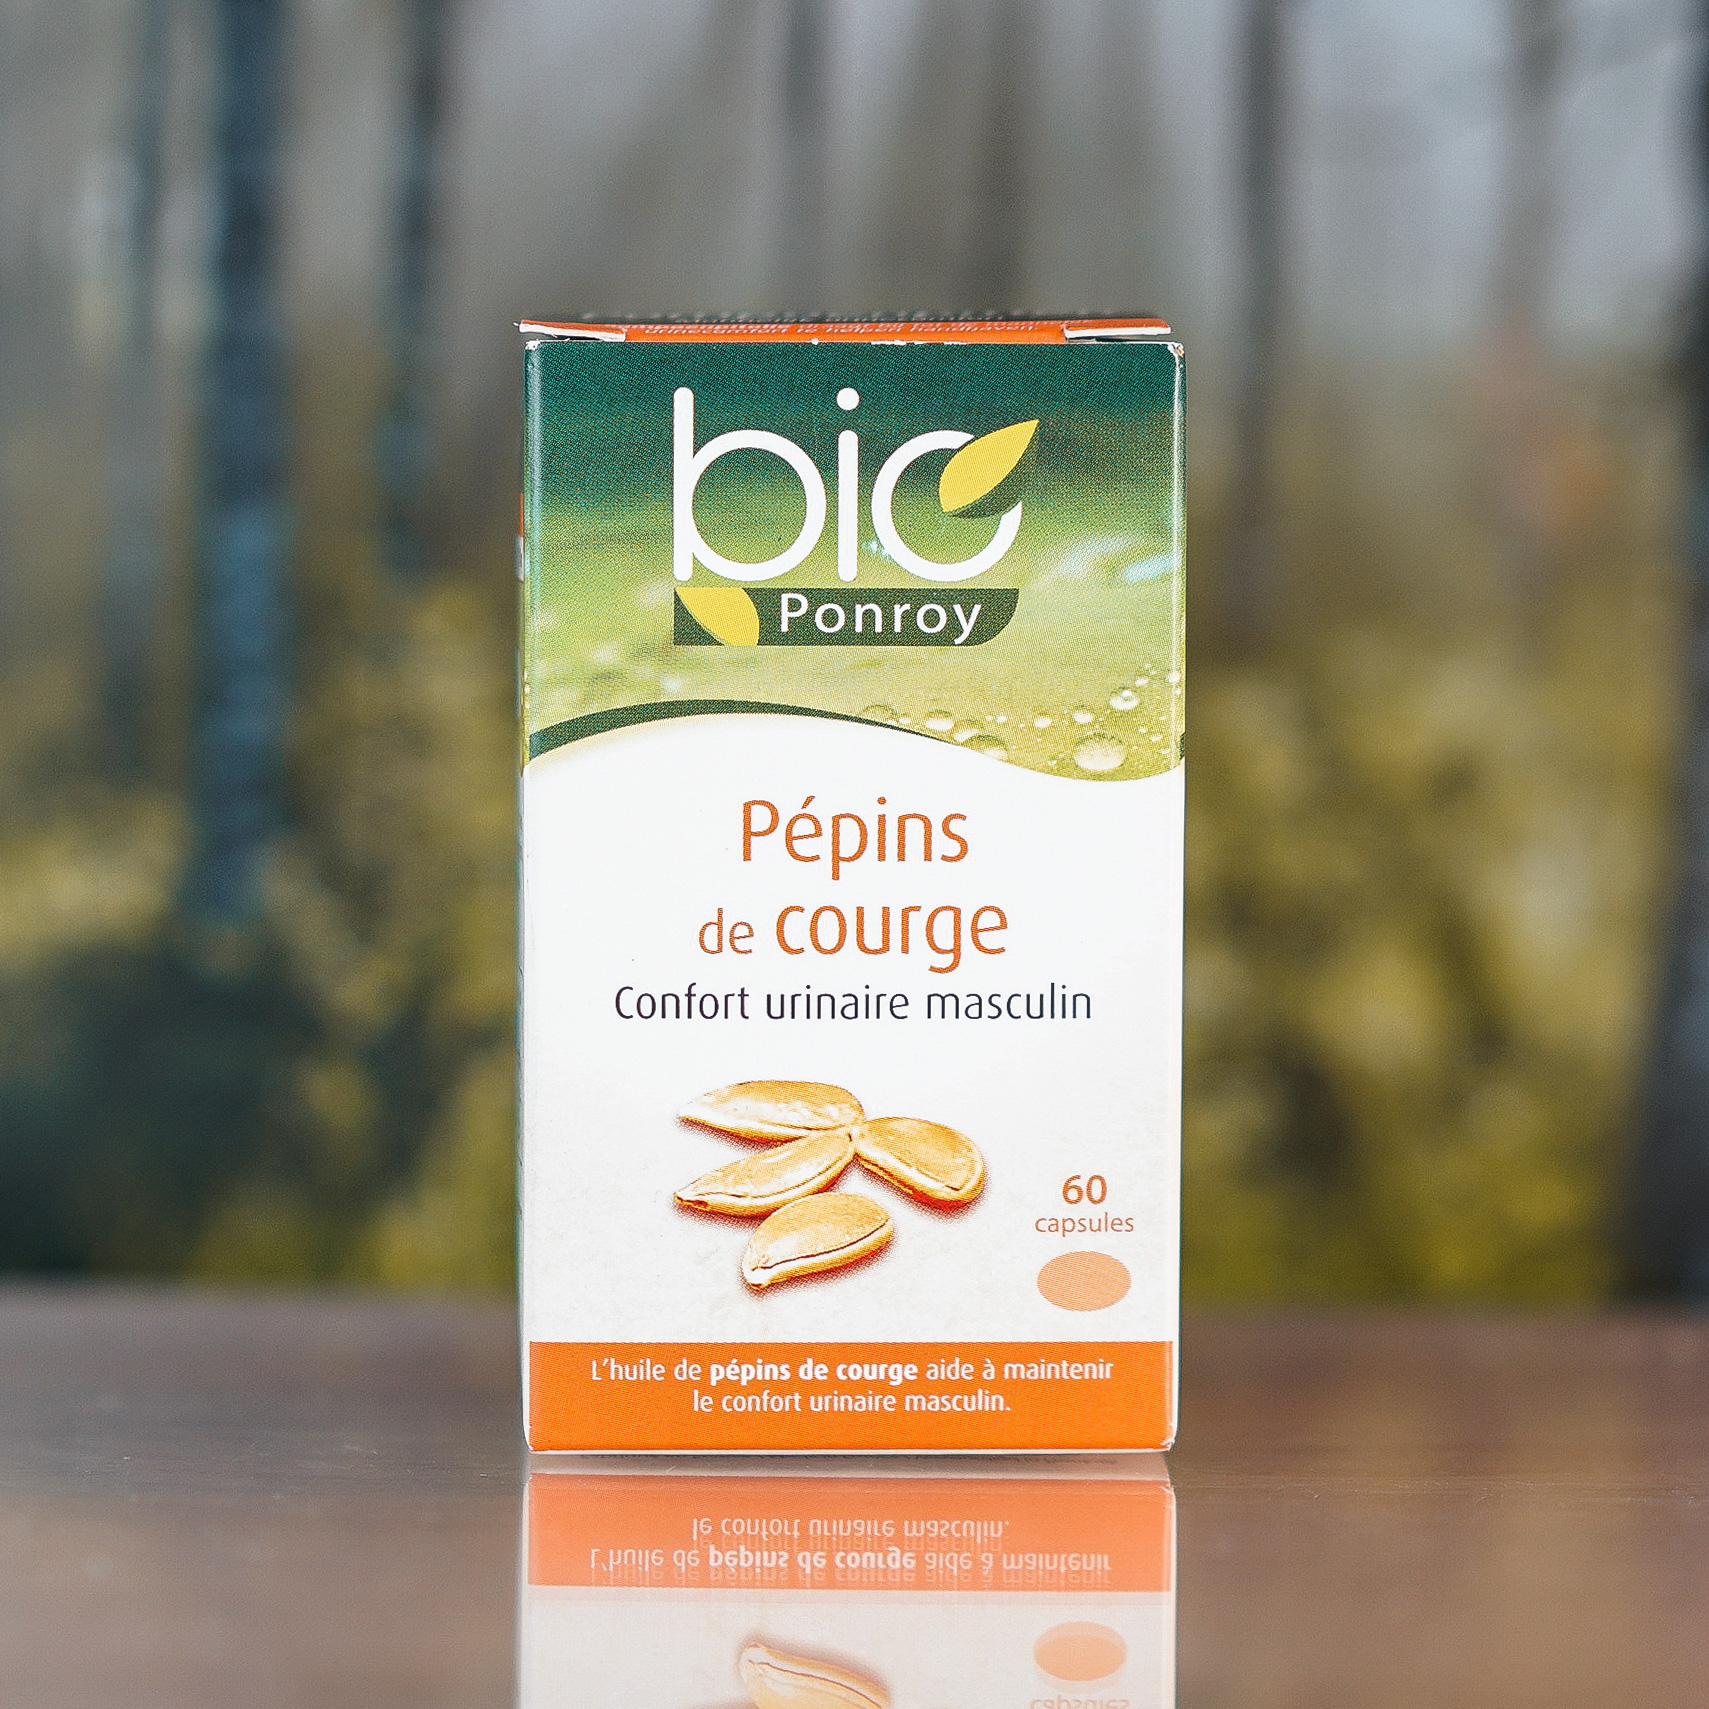 bio
Ponroy
Pépins
de courge
Confort urinaire masculin
60
capsules
L'huile de pépins de courge aide à maintenir
le confort urinaire masculin.